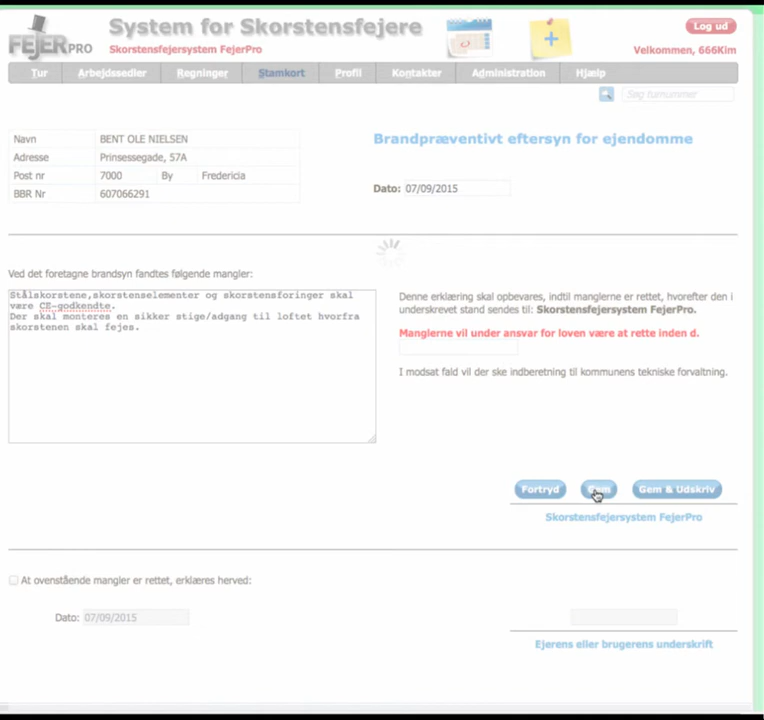 FEJERPRO
System for Skorstensfejere
Skorstensfejersystem FejerPro
Log ud
Velkommen, 666Kim
Tur Arbejdssedler Regninger Stamkort Profil Kontakter Administration Hjælp
Søg turnummer
Navn BENT OLE NIELSEN
Adresse Prinsessegade, 57A
Post nr 7000 By Fredericia
BBR Nr 607066291
Brandpræventivt eftersyn for ejendomme
Dato: 07/09/2015
Ved det foretagne brandsyn fandtes følgende mangler:
Stålskorstene,skorstenselementer og skorstensforinger skal
være CE-godkendte.
Der skal monteres en sikker stige/adgang til loftet hvorfra
skorstenen skal fejes.
Denne erklæring skal opbevares, indtil manglerne er rettet, hvorefter den i
underskrevet stand sendes til: Skorstensfejersystem FejerPro.
Manglerne vil under ansvar for loven være at rette inden d.
I modsat fald vil der ske indberetning til kommunens tekniske forvaltning.
Fortryd Gem Gem & Udskriv
Skorstensfejersystem FejerPro
At ovenstående mangler er rettet, erklæres herved:
Dato: 07/09/2015
Ejerens eller brugerens underskrift